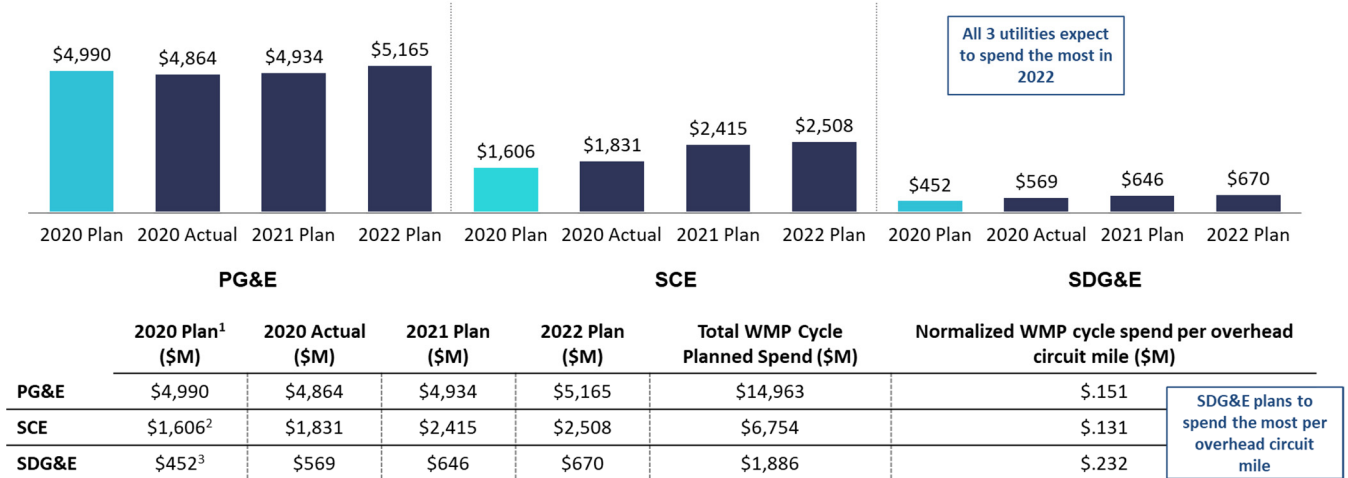 $4,990
$4,864
$4,934
$5,165
$1,606
$1,831
$2,415
$2,508
$452
$569
$646
$670
All 3 utilities expect
to spend the most in
2022
2020 Plan 2020 Actual 2021 Plan 2022 Plan 2020 Plan 2020 Actual 2021 Plan 2022 Plan 2020 Plan 2020 Actual 2021 Plan 2022 Plan
PG&E SCE SDG&E
2020 Plan¹ 2020 Actual 2021 Plan 2022 Plan Total WMP Cycle Normalized WMP cycle spend per overhead
($M) ($M) ($M) ($M) Planned Spend ($M) circuit mile ($M)
PG&E $4,990 $4,864 $4,934 $5,165 $14,963 $.151
SCE $1,606² $1,831 $2,415 $2,508 $6,754 $.131
SDG&E $452³ $569 $646 $670 $1,886 $.232
SDG&E plans to
spend the most per
overhead circuit
mile